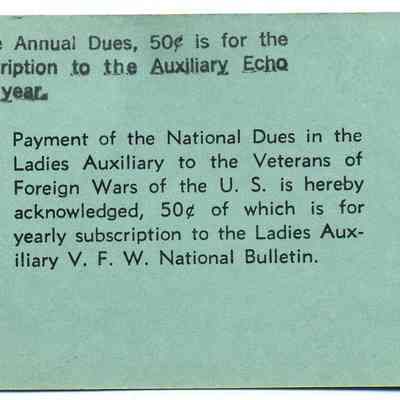 Annual Dues, 50¢ is for the
to the Auxiliary Echo
year.
Payment of the National Dues in the
Ladies Auxiliary to the Veterans of
Foreign Wars of the U. S. is hereby
acknowledged, 50¢ of which is for
yearly subscription to the Ladies Aux-
iliary V. F. W. National Bulletin.